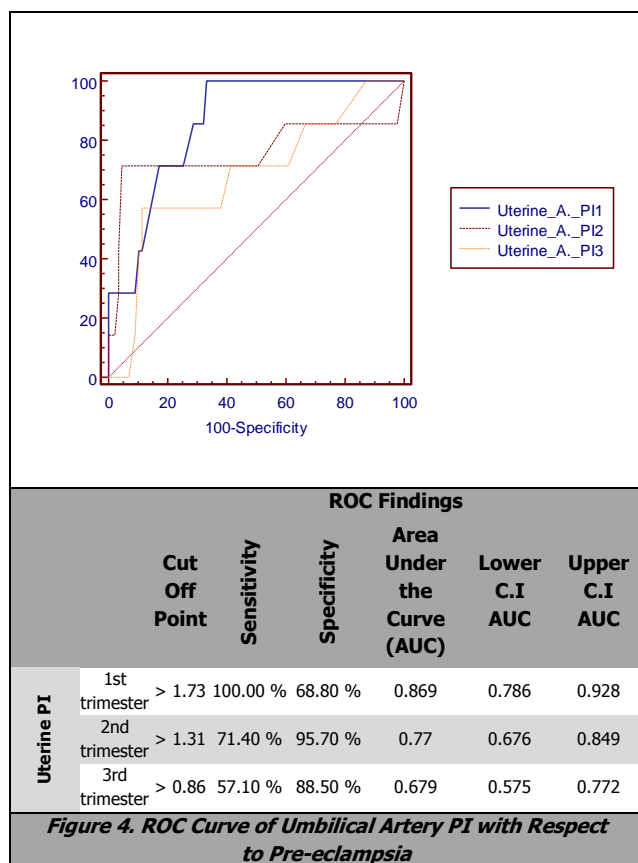 100
80
60
40
20
0
0 20 40 60 80 100
100-Specificity
Uterine_A._PI1
Uterine_A._PI2
Uterine_A._PI3
ROC Findings
Cut Off Point
Sensitivity
Specificity
Area Under the Curve (AUC)
Lower C.I AUC
Upper C.I AUC
Uterine PI
1st trimester > 1.73 100.00 % 68.80 % 0.869 0.786 0.928
2nd trimester > 1.31 71.40 % 95.70 % 0.77 0.676 0.849
3rd trimester > 0.86 57.10 % 88.50 % 0.679 0.575 0.772
Figure 4. ROC Curve of Umbilical Artery PI with Respect
to Pre-eclampsia